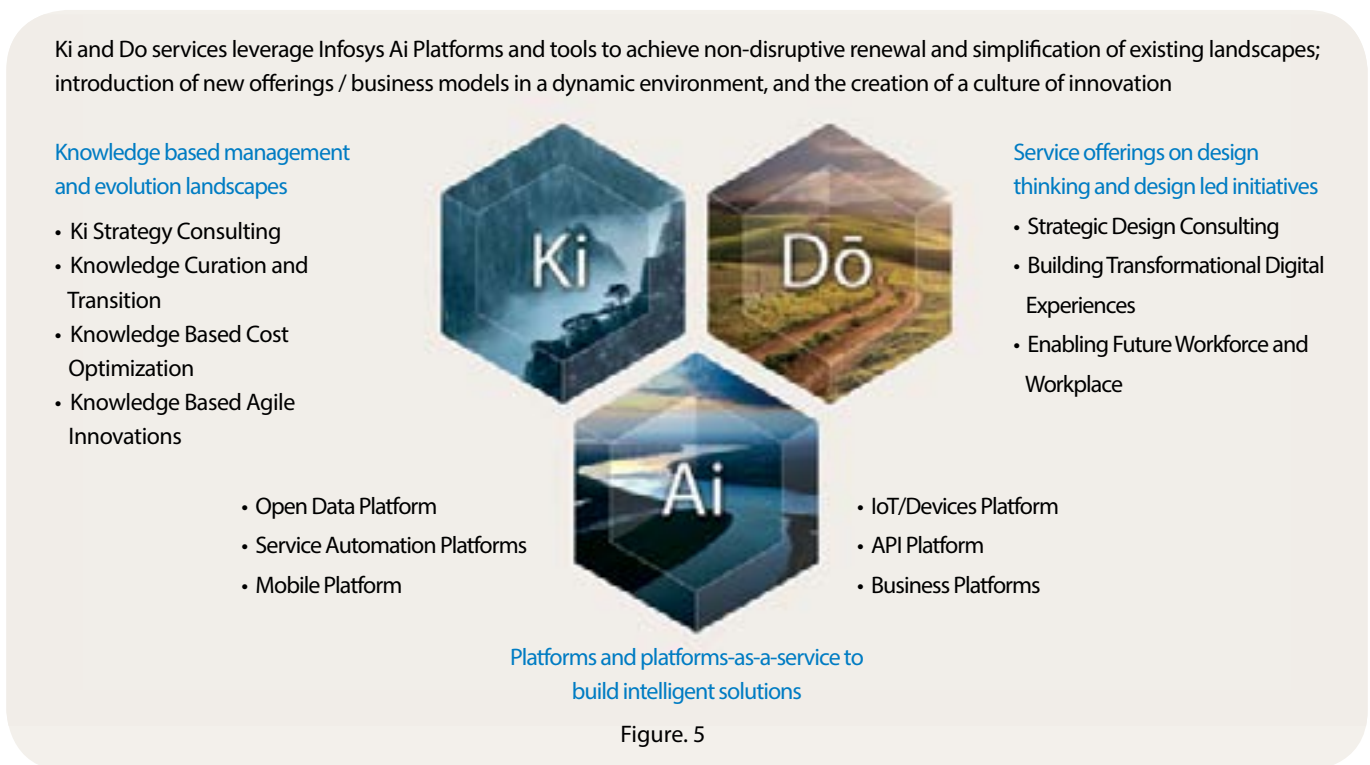 Ki and Do services leverage Infosys Ai Platforms and tools to achieve non-disruptive renewal and simplification of existing landscapes;
introduction of new offerings / business models in a dynamic environment, and the creation of a culture of innovation
Knowledge based management
and evolution landscapes
• Ki Strategy Consulting
• Knowledge Curation and
Transition
• Knowledge Based Cost
Optimization
• Knowledge Based Agile
Innovations
Ki
Dō
Service offerings on design
thinking and design led initiatives
• Strategic Design Consulting
• Building Transformational Digital
Experiences
• Enabling Future Workforce and
Workplace
• Open Data Platform
• Service Automation Platforms
• Mobile Platform
Ai
• IoT/Devices Platform
• API Platform
• Business Platforms
Platforms and platforms-as-a-service to
build intelligent solutions
Figure. 5